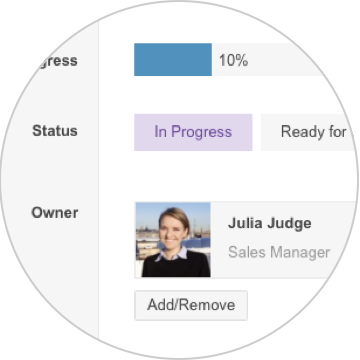 gress 10%
Status In Progress Ready for
Owner Julia Judge
Sales Manager
Add/Remove